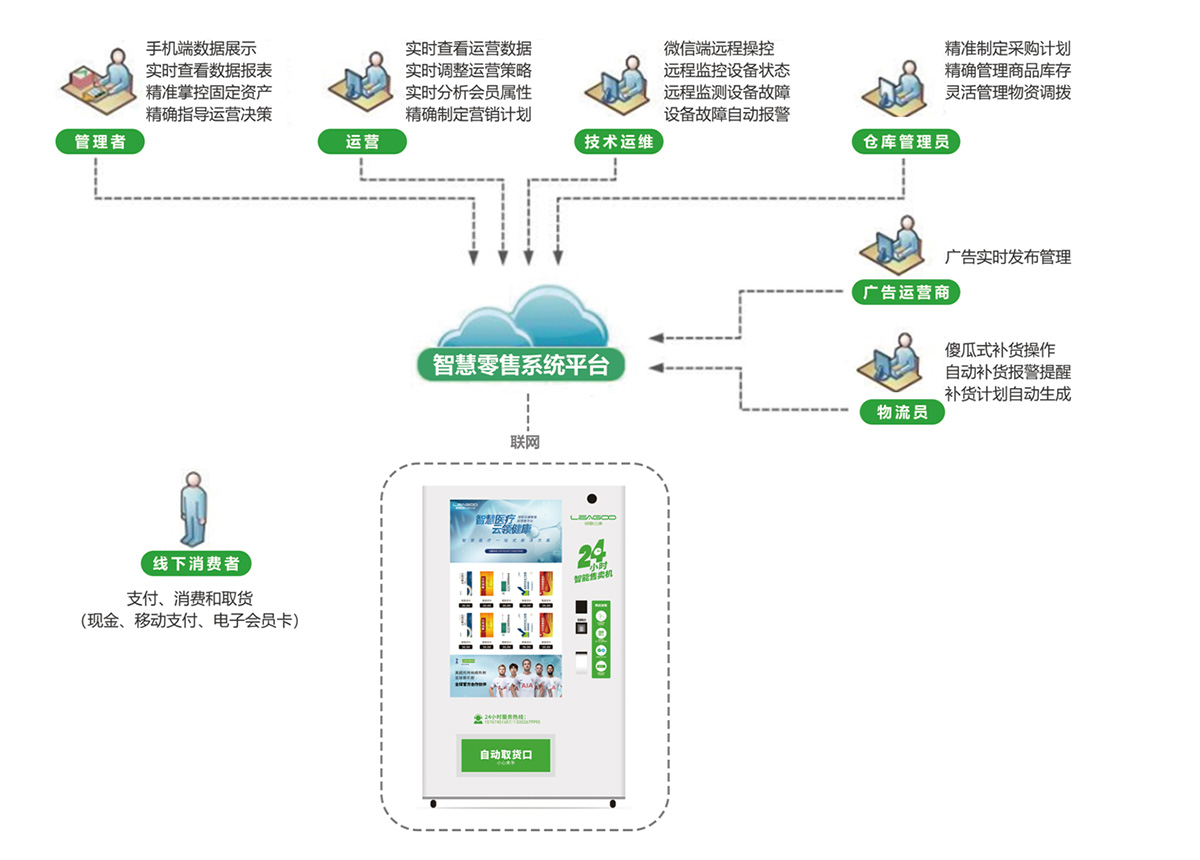 手机端数据展示
实时查看数据报表
精准掌控固定资产
精确指导运营决策
管理者
实时查看运营数据
实时调整运营策略
实时分析会员属性
精确制定营销计划
运营
微信端远程操控
远程监控设备状态
远程监测设备故障
设备故障自动报警
技术运维
精准制定采购计划
精确管理商品库存
灵活管理物资调拨
仓库管理员
广告实时发布管理
广告运营商
傻瓜式补货操作
自动补货报警提醒
补货计划自动生成
物流员
智慧零售系统平台
联网
线下消费者
支付、消费和取货
（现金、移动支付、电子会员卡）
LEAGOO
智慧医疗
云领健康
LEAGOO
24
小时
智能售卖机
AIA
24小时服务热线：
自动取货口